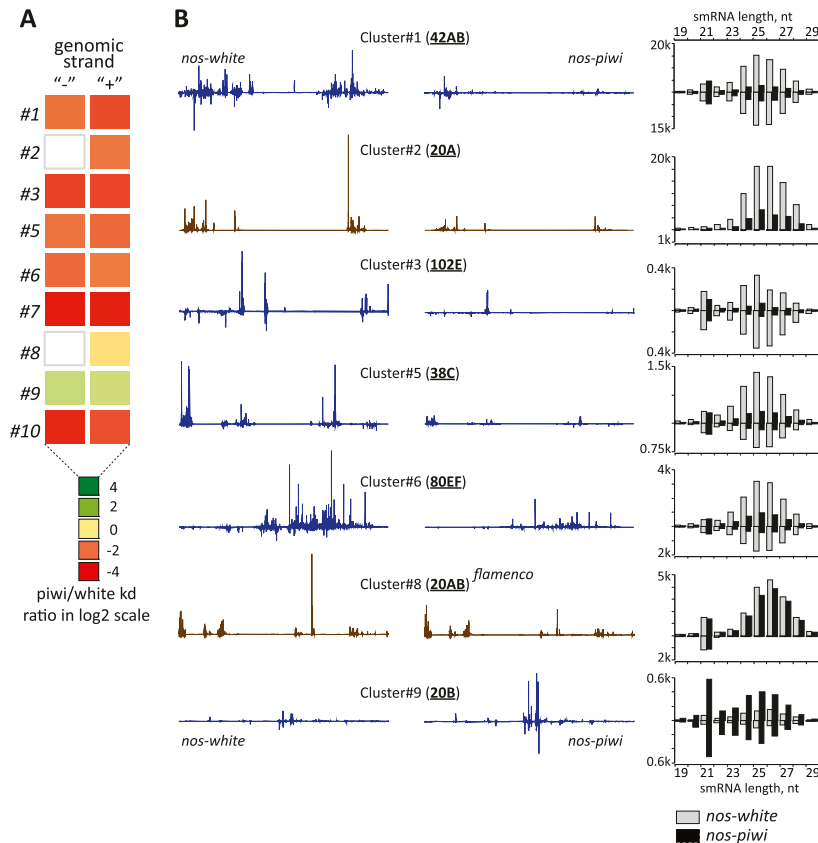 A
B
genomic
strand
“-” “+”
#1
#2
#3
#5
#6
#7
#8
#9
#10
4
2
0
-2
-4
piwi/white kd
ratio in log2 scale
Cluster#1 (42AB)
nos-white
nos-piwi
Cluster#2 (20A)
Cluster#3 (102E)
Cluster#5 (38C)
Cluster#6 (80EF)
Cluster#8 (20AB)
flamenco
Cluster#9 (20B)
nos-white
nos-piwi
smRNA length, nt
19 21 23 25 27 29
20k
15k
20k
1k
0.4k
0.4k
1.5k
0.75k
4k
2k
5k
2k
0.6k
0.6k
19 21 23 25 27 29
smRNA length, nt
nos-white
nos-piwi